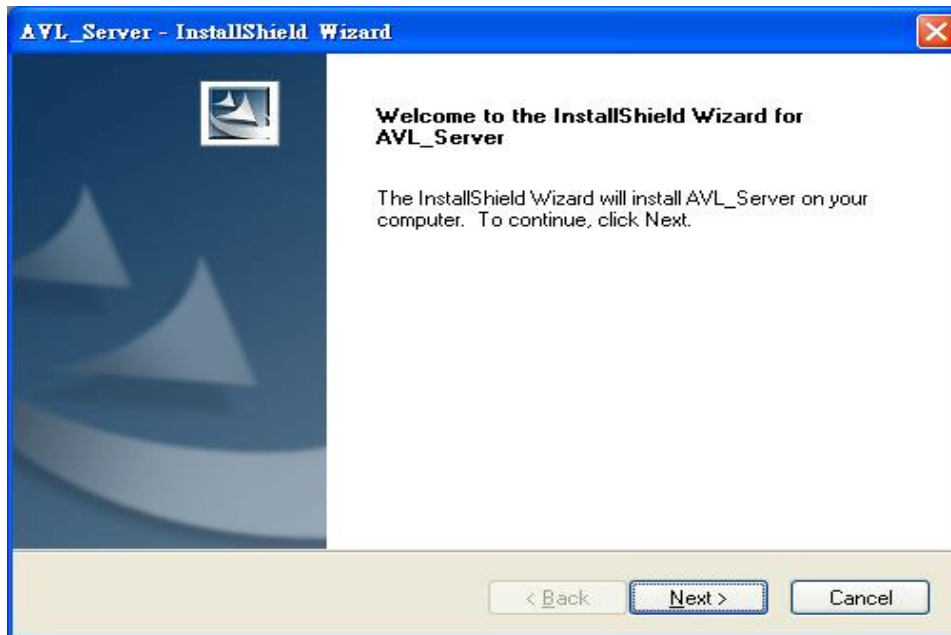 AVL_Server - InstallShield Wizard
Welcome to the InstallShield Wizard for
AVL_Server
The InstallShield Wizard will install AVL_Server on your
computer.  To continue, click Next.
< Back
Next >
Cancel